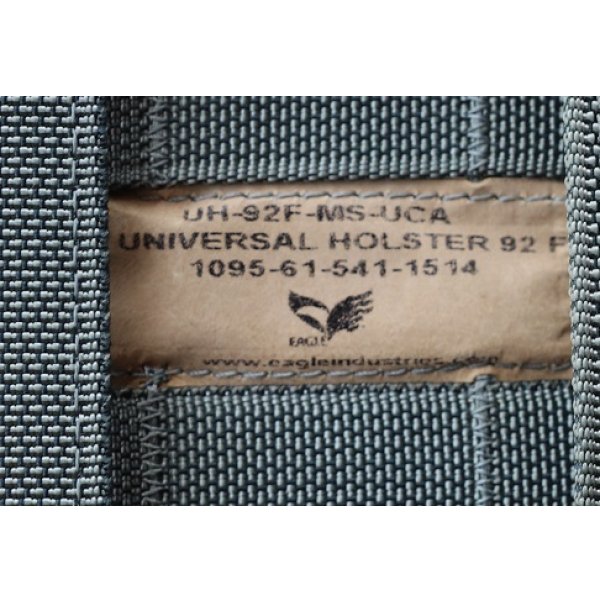 UH-92F-MS-UCA
UNIVERSAL HOLSTER 92 F
1095-61-541-1514
EAGLE
www.eagleindustries.com